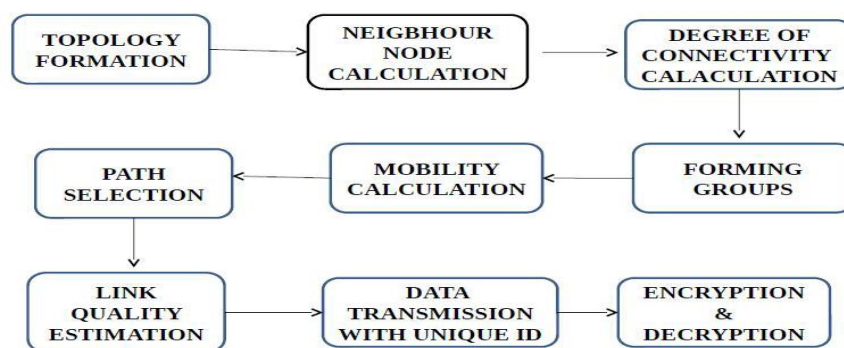 TOPOLOGY
FORMATION
NEIGBHOUR
NODE
CALCULATION
DEGREE OF
CONNECTIVITY
CALACULATION
FORMING
GROUPS
MOBILITY
CALCULATION
PATH
SELECTION
LINK
QUALITY
ESTIMATION
DATA
TRANSMISSION
WITH UNIQUE ID
ENCRYPTION
&
DECRYPTION